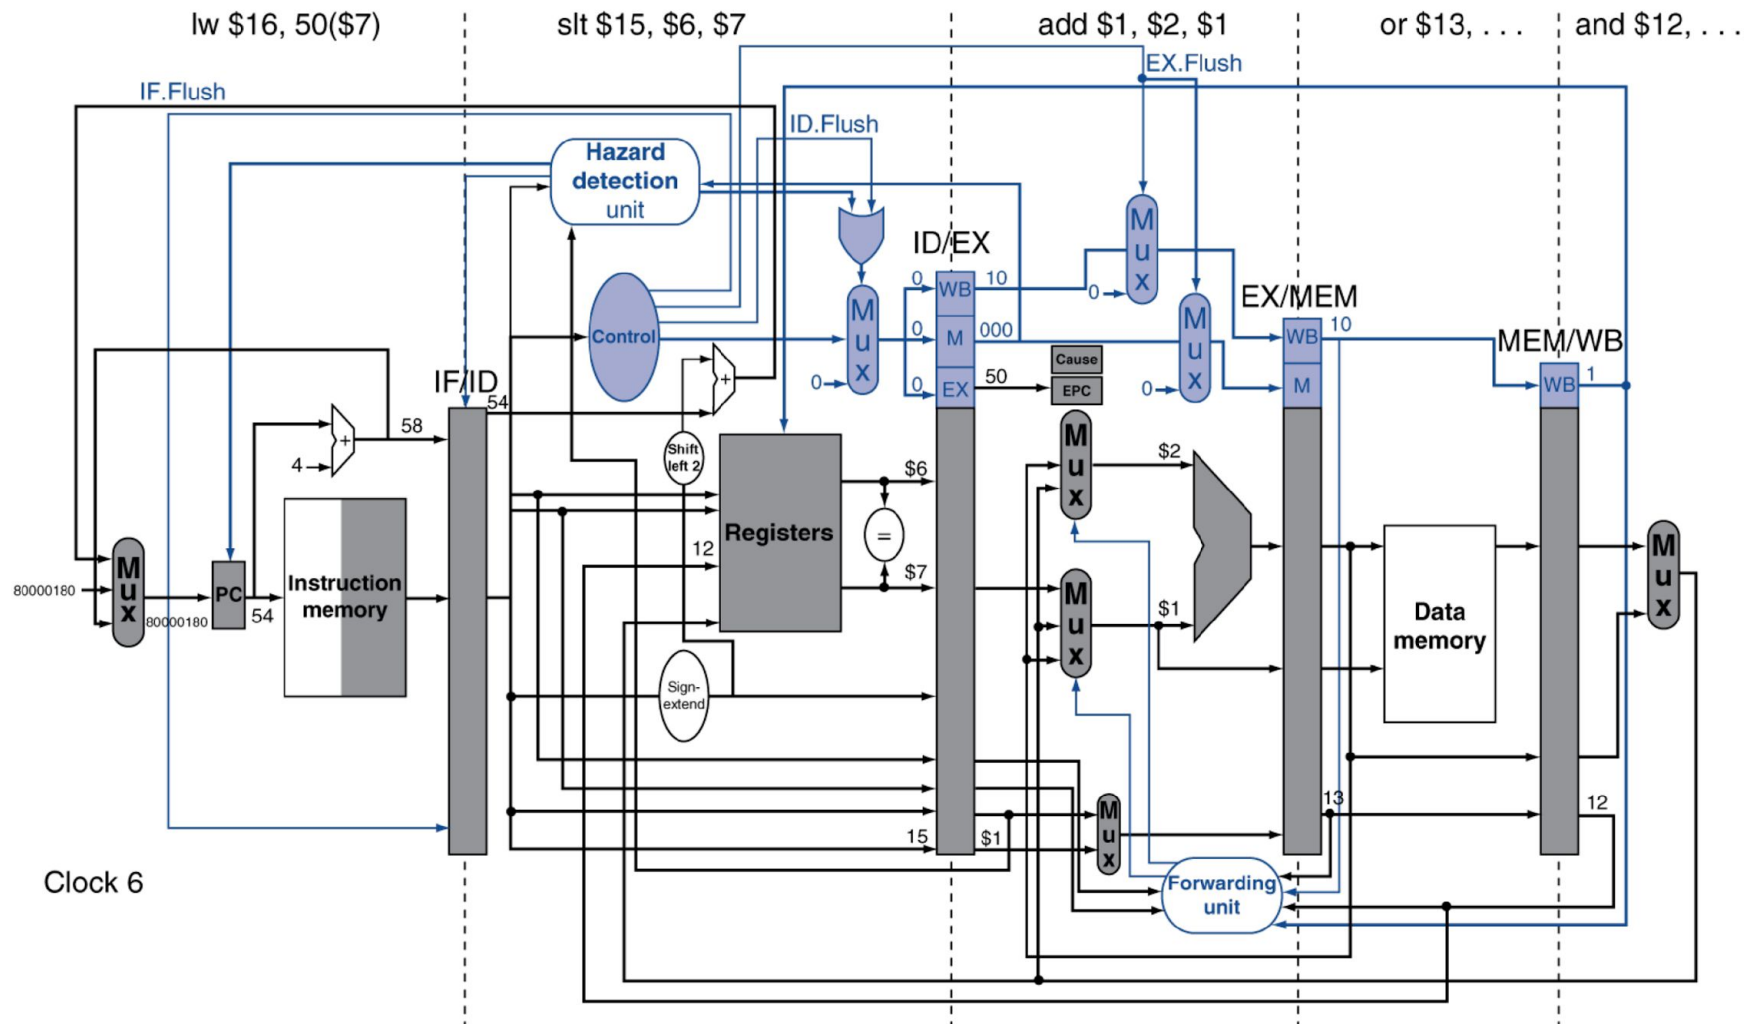 lw $16, 50($7)
slt $15, $6, $7
add $1, $2, $1
or $13, . . .
and $12, . . .
EX.Flush
IF.Flush
ID.Flush
Hazard
detection
unit
M
u
x
0
ID/EX
0
WB
10
EX/MEM
Control
M
u
x
0
0
M
000
M
u
x
0
WB
10
MEM/WB
Cause
0
EX
50
EPC
M
WB
1
IF/ID
54
+
58
+
4
Shift
left 2
M
u
x
$2
$6
Registers
=
12
$7
M
u
x
80000180
80000180
PC
54
Instruction
memory
M
u
x
$1
Data
memory
M
u
x
Sign-
extend
M
u
x
13
12
15
$1
Clock 6
Forwarding
unit